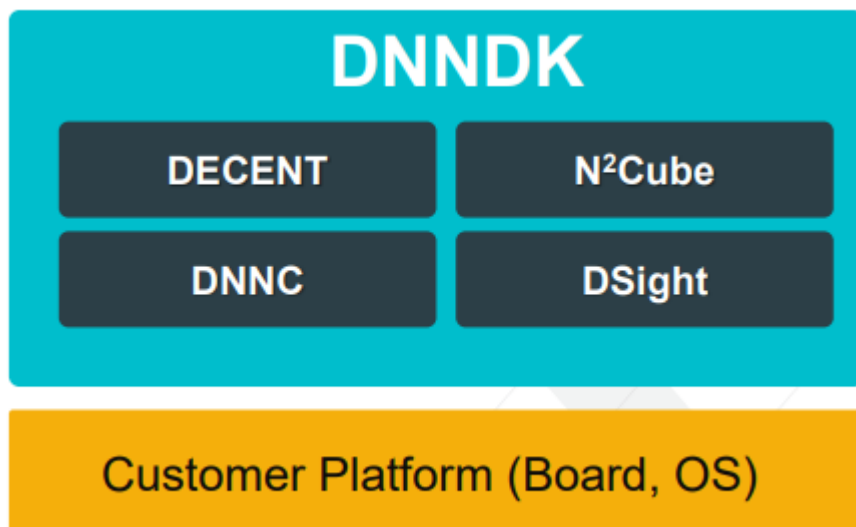 DNNDK
DECENT
N²Cube
DNNC
DSight
Customer Platform (Board, OS)